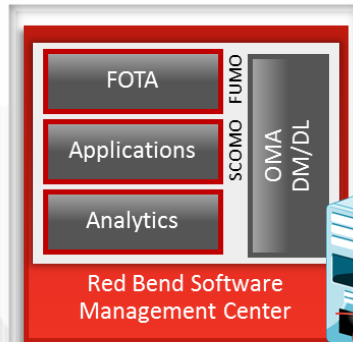 FOTA
FUMO
Applications
SCOMO
Analytics
OMA
DM/DL
Red Bend Software
Management Center